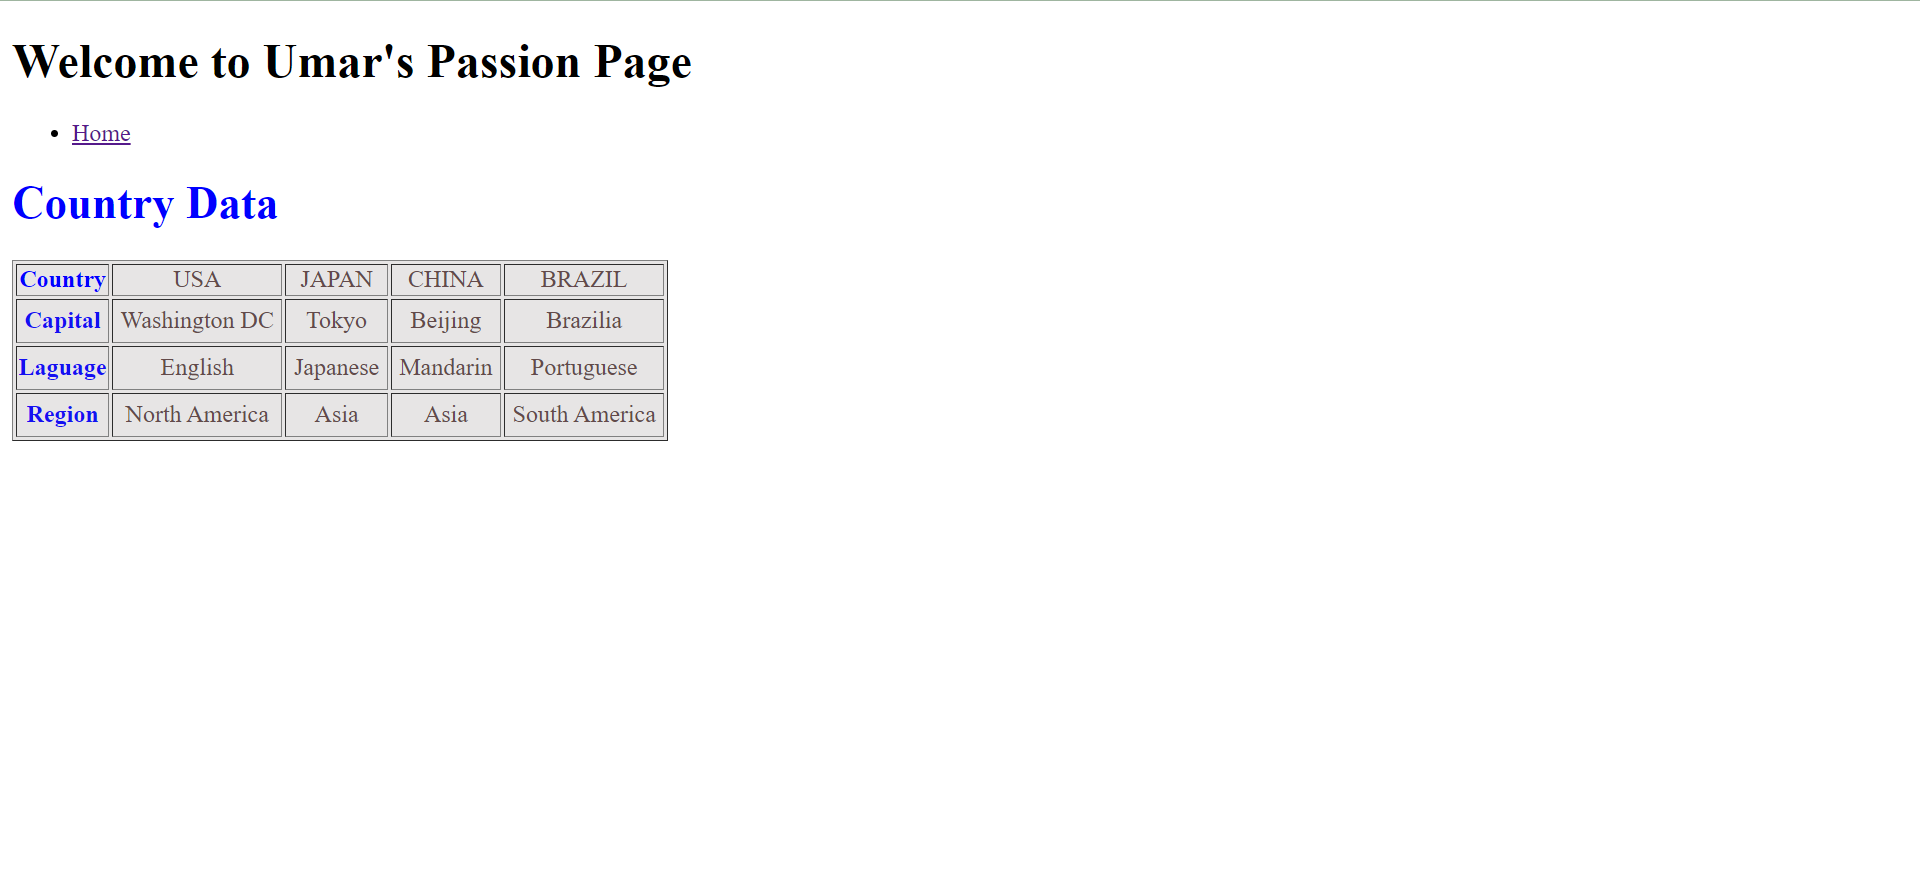 Welcome to Umar's Passion Page
Home
Country Data
Country USA JAPAN CHINA BRAZIL
Capital Washington DC Tokyo Beijing Brazilia
Laguage English Japanese Mandarin Portuguese
Region North America Asia Asia South America